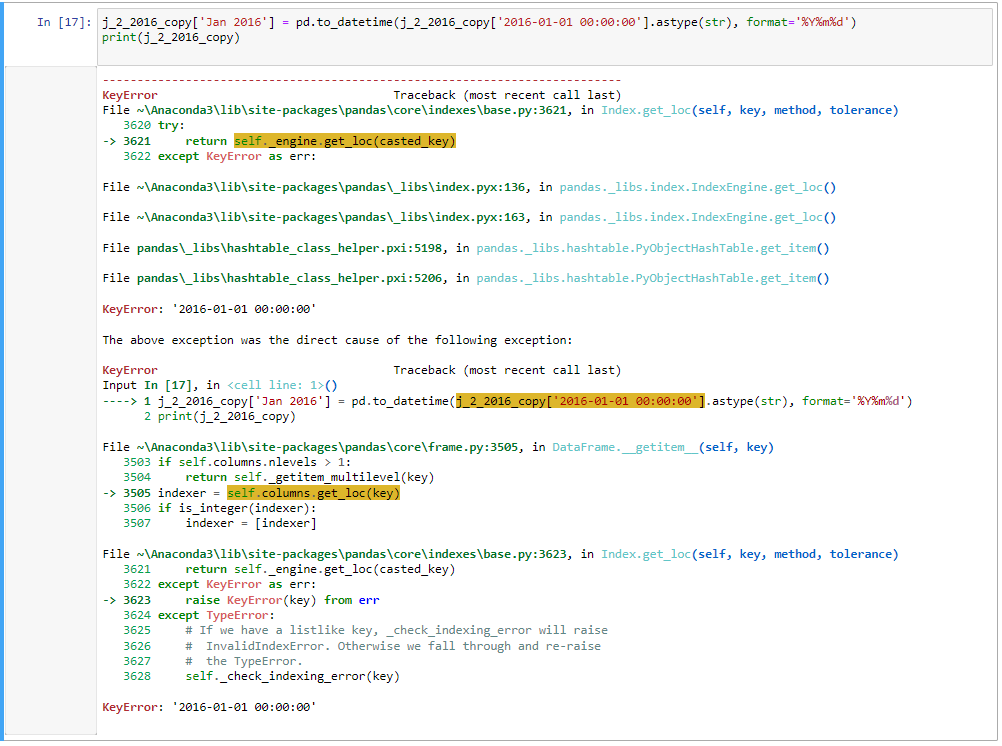 In [17]: j_2_2016_copy['Jan 2016'] = pd.to_datetime(j_2_2016_copy['2016-01-01 00:00:00'].astype(str), format='%Y%m%d')
print(j_2_2016_copy)
---------------------------------------------------------------------------
KeyError                                  Traceback (most recent call last)
File ~\Anaconda3\lib\site-packages\pandas\core\indexes\base.py:3621, in Index.get_loc(self, key, method, tolerance)
   3620 try:
-> 3621     return self._engine.get_loc(casted_key)
   3622 except KeyError as err:
File ~\Anaconda3\lib\site-packages\pandas\_libs\index.pyx:136, in pandas._libs.index.IndexEngine.get_loc()
File ~\Anaconda3\lib\site-packages\pandas\_libs\index.pyx:163, in pandas._libs.index.IndexEngine.get_loc()
File pandas\_libs\hashtable_class_helper.pxi:5198, in pandas._libs.hashtable.PyObjectHashTable.get_item()
File pandas\_libs\hashtable_class_helper.pxi:5206, in pandas._libs.hashtable.PyObjectHashTable.get_item()
KeyError: '2016-01-01 00:00:00'
The above exception was the direct cause of the following exception:
KeyError                                  Traceback (most recent call last)
Input In [17], in <cell line: 1>()
----> 1 j_2_2016_copy['Jan 2016'] = pd.to_datetime(j_2_2016_copy['2016-01-01 00:00:00'].astype(str), format='%Y%m%d')
      2 print(j_2_2016_copy)
File ~\Anaconda3\lib\site-packages\pandas\core\frame.py:3505, in DataFrame.__getitem__(self, key)
   3503 if self.columns.nlevels > 1:
   3504     return self._getitem_multilevel(key)
-> 3505 indexer = self.columns.get_loc(key)
   3506 if is_integer(indexer):
   3507     indexer = [indexer]
File ~\Anaconda3\lib\site-packages\pandas\core\indexes\base.py:3623, in Index.get_loc(self, key, method, tolerance)
   3621     return self._engine.get_loc(casted_key)
   3622 except KeyError as err:
-> 3623     raise KeyError(key) from err
   3624 except TypeError:
   3625     # If we have a listlike key, _check_indexing_error will raise
   3626     #  InvalidIndexError. Otherwise we fall through and re-raise
   3627     #  the TypeError.
   3628     self._check_indexing_error(key)
KeyError: '2016-01-01 00:00:00'